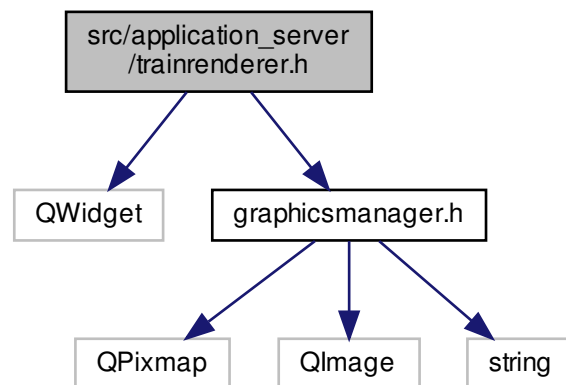 src/application_server
/trainrenderer.h
QWidget
graphicsmanager.h
QPixmap
QImage
string